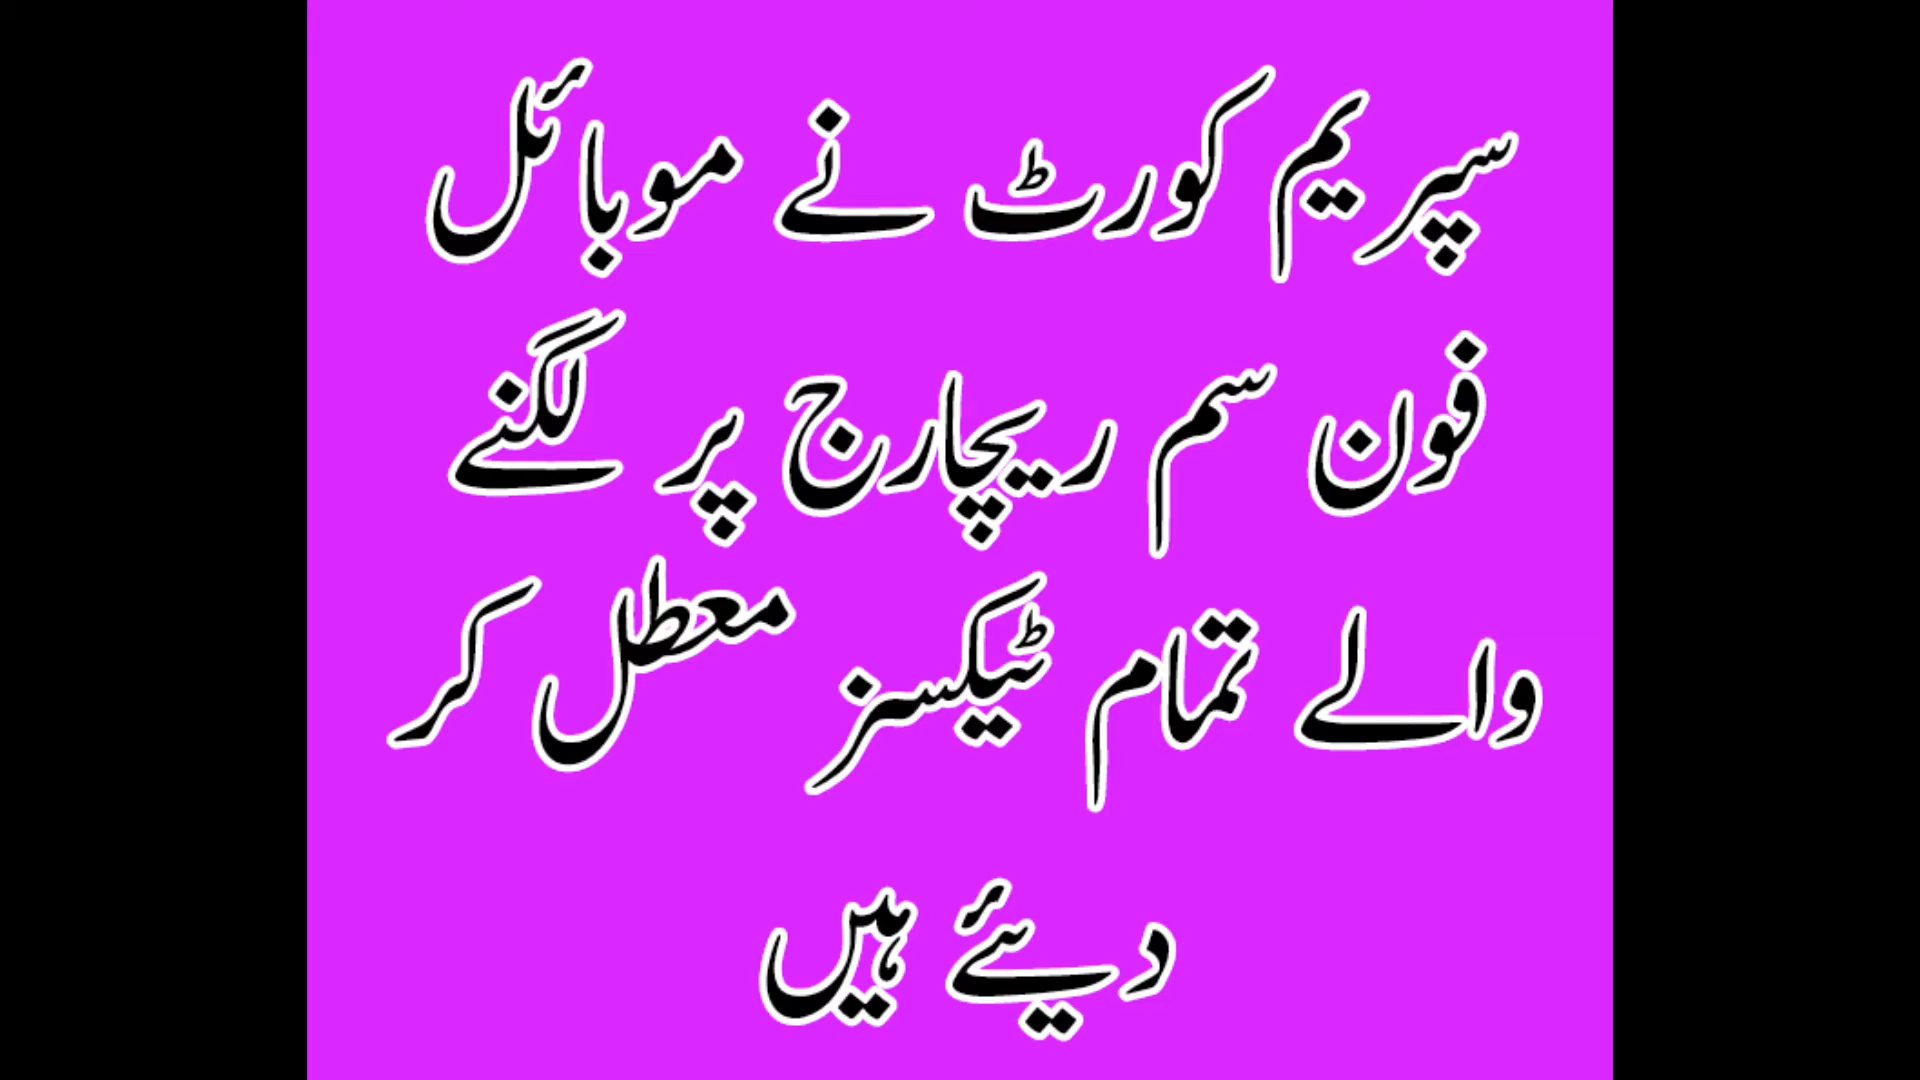 سپریم کورٹ نے موبائل
فون سم ریچارج پر لگنے
والے تمام ٹیکسز معطل کر
دیئے ہیں